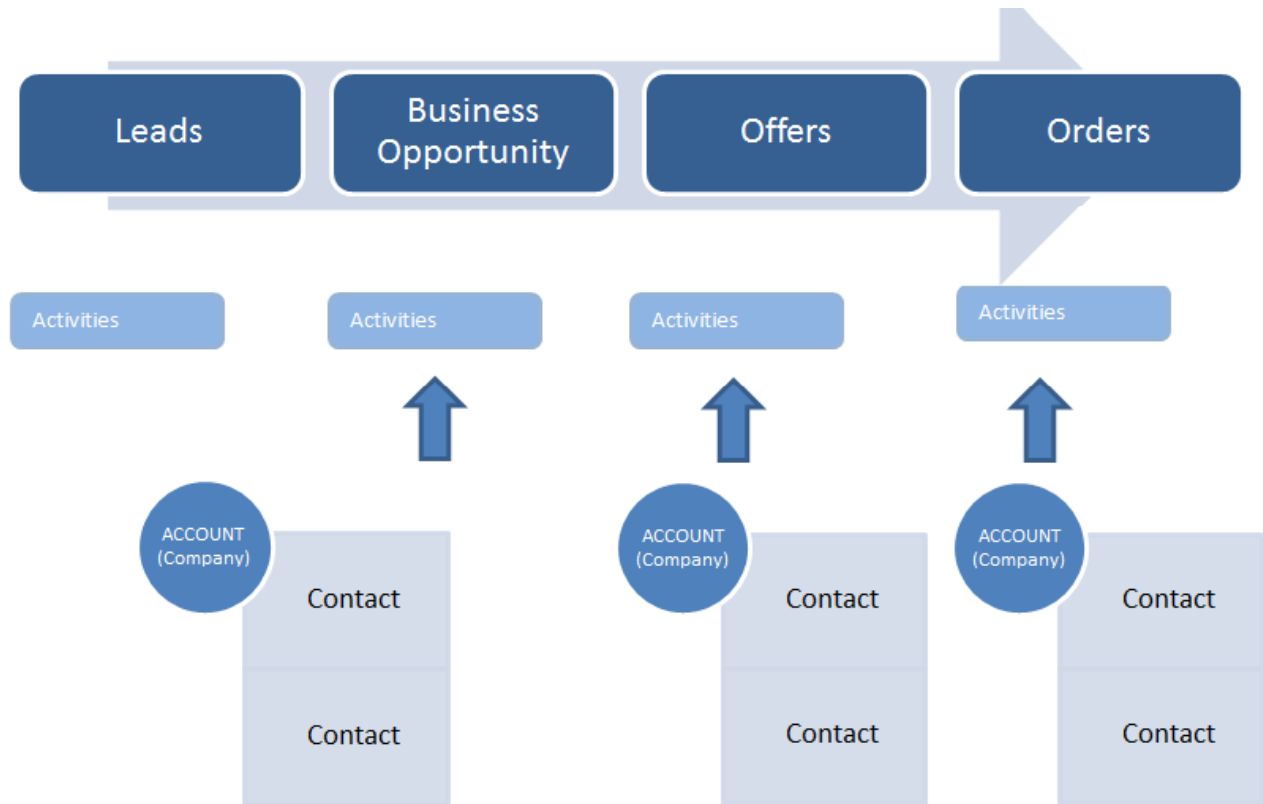 Leads
Business
Opportunity
Offers
Orders
Activities
Activities
Activities
Activities
ACCOUNT
(Company)
Contact
Contact
ACCOUNT
(Company)
Contact
Contact
ACCOUNT
(Company)
Contact
Contact